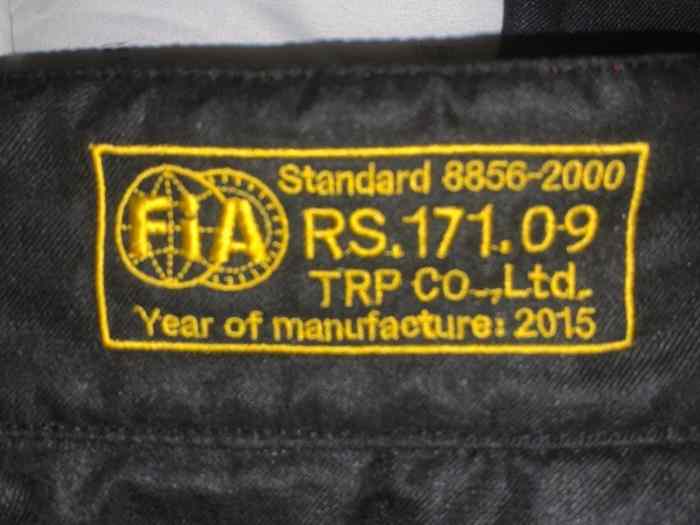 FIA
Standard 8856-2000
RS.171.09
TRP CO.,Ltd.
Year of manufacture: 2015